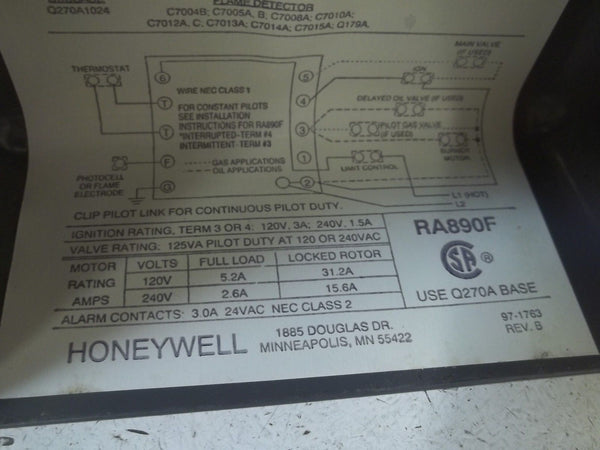 Q270A1024
FLAME DETECTOR
C7004B; C7005A, B; C7008A; C7010A;
C7012A, C; C7013A; C7014A; C7015A; Q179A,
THERMOSTAT
6
T
T
F
G
WIRE NEC CLASS 1
FOR CONSTANT PILOTS
SEE INSTALLATION
INSTRUCTIONS FOR RA890F
*INTERRUPTED-TERM #4
INTERMITTENT-TERM #3
GAS APPLICATIONS
OIL APPLICATIONS
5
4
3
1
2
MAIN VALVE
(IF USED)
IGN
DELAYED OIL VALVE (IF USED)
PILOT GAS VALVE
(IF USED)
BURNER
MOTOR
LIMIT CONTROL
L1 (HOT)
L2
PHOTOCELL
OR FLAME
ELECTRODE
CLIP PILOT LINK FOR CONTINUOUS PILOT DUTY.
IGNITION RATING, TERM 3 OR 4: 120V, 3A; 240V, 1.5A
VALVE RATING: 125VA PILOT DUTY AT 120 OR 240VAC
MOTOR VOLTS FULL LOAD LOCKED ROTOR
RATING 120V 5.2A 31.2A
AMPS 240V 2.6A 15.6A
ALARM CONTACTS: 3.0A 24VAC NEC CLASS 2
RA890F
SA
®
USE Q270A BASE
97-1763
REV. B
HONEYWELL
1885 DOUGLAS DR.
MINNEAPOLIS, MN 55422